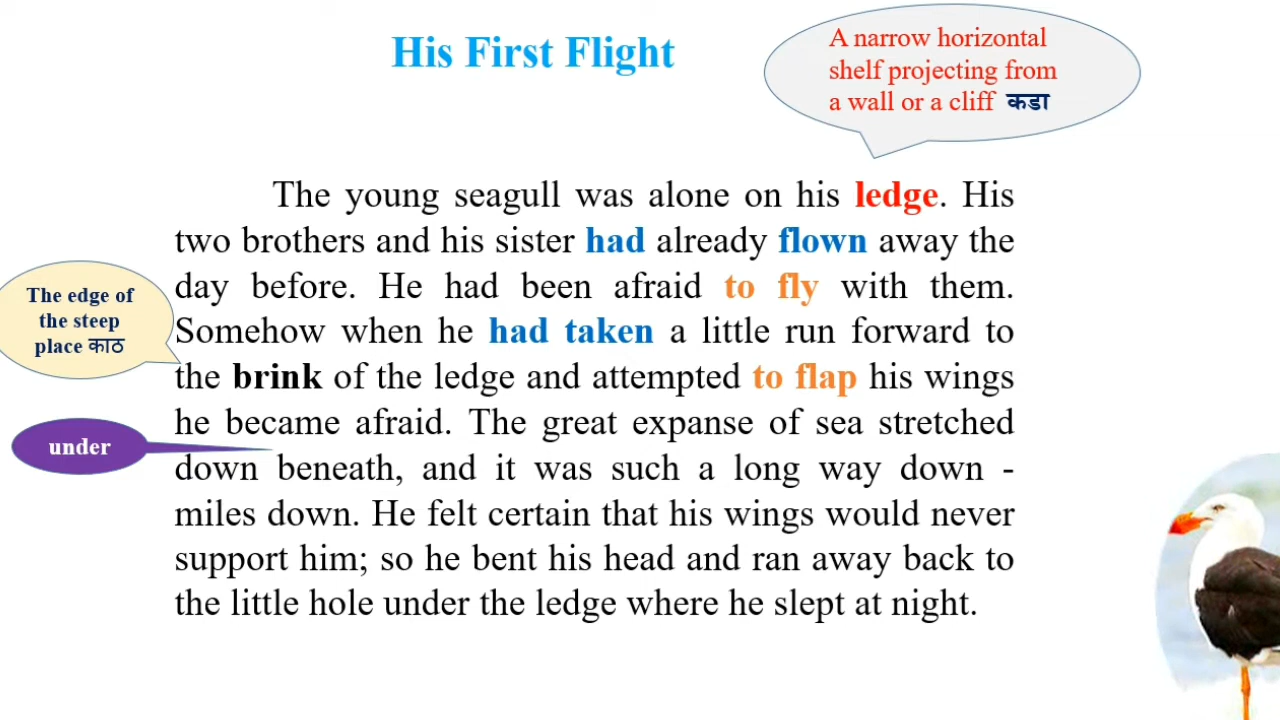 His First Flight
A narrow horizontal
shelf projecting from
a wall or a cliff कडा
The young seagull was alone on his ledge. His
two brothers and his sister had already flown away the
day before. He had been afraid to fly with them.
Somehow when he had taken a little run forward to
the brink of the ledge and attempted to flap his wings
he became afraid. The great expanse of sea stretched
down beneath, and it was such a long way down -
miles down. He felt certain that his wings would never
support him; so he bent his head and ran away back to
the little hole under the ledge where he slept at night.
The edge of
the steep
place काठ
under